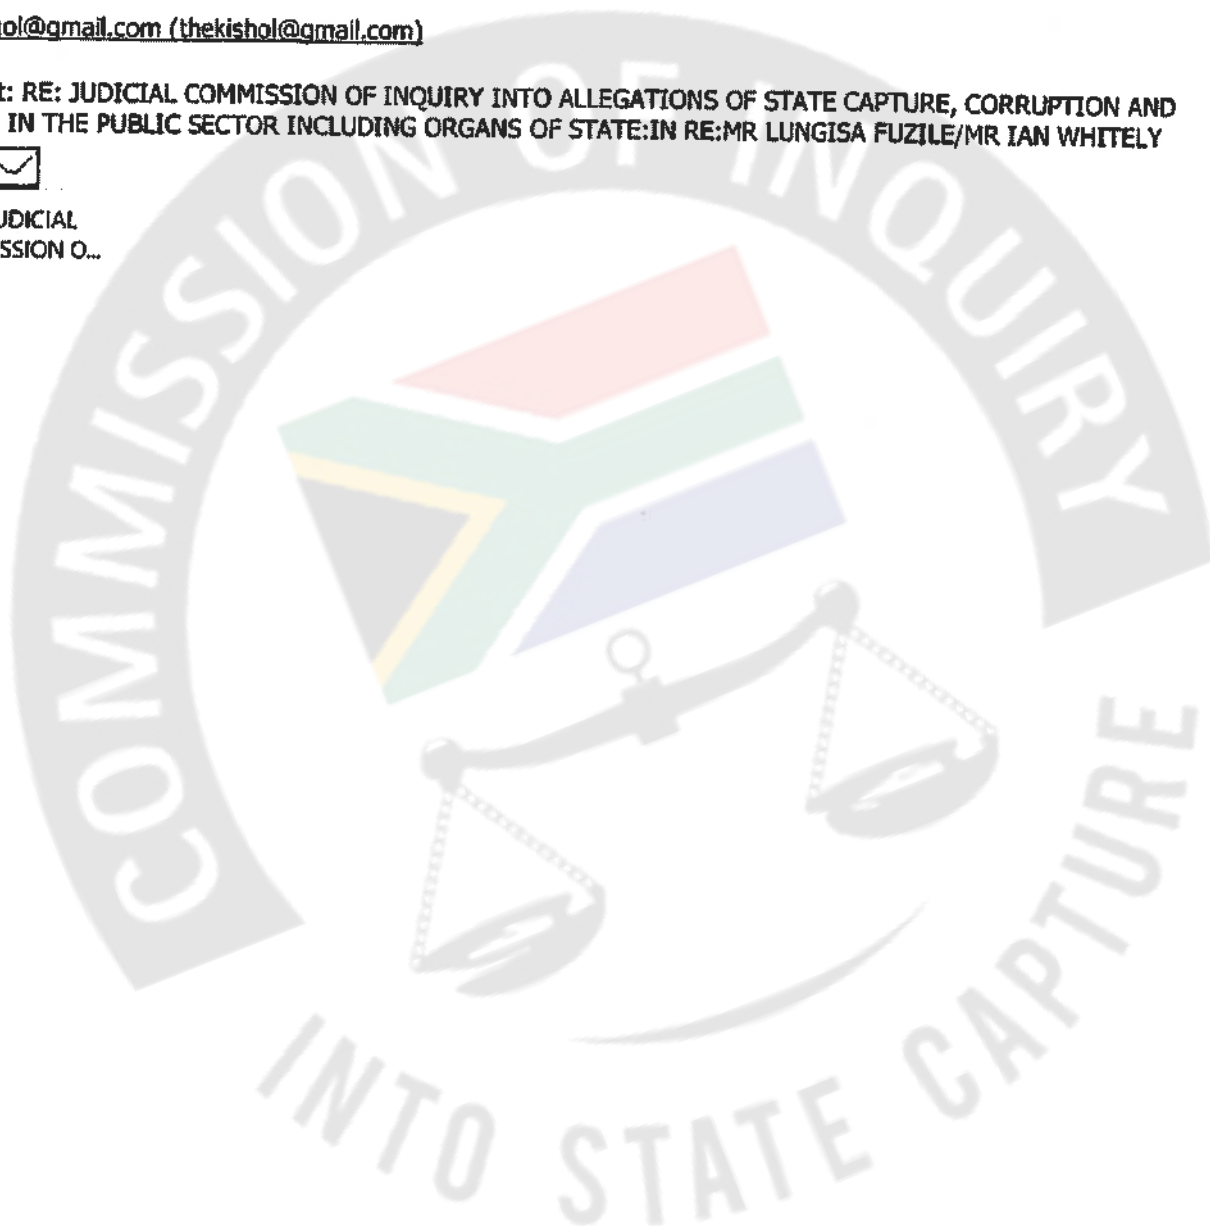 ol@gmail.com (thekishol@gmail.com)
t: RE: JUDICIAL COMMISSION OF INQUIRY INTO ALLEGATIONS OF STATE CAPTURE, CORRUPTION AND
IN THE PUBLIC SECTOR INCLUDING ORGANS OF STATE:IN RE:MR LUNGISA FUZILE/MR IAN WHITELY
UDICIAL
SSION O...
COMMISSION OF INQUIRY
INTO STATE CAPTURE